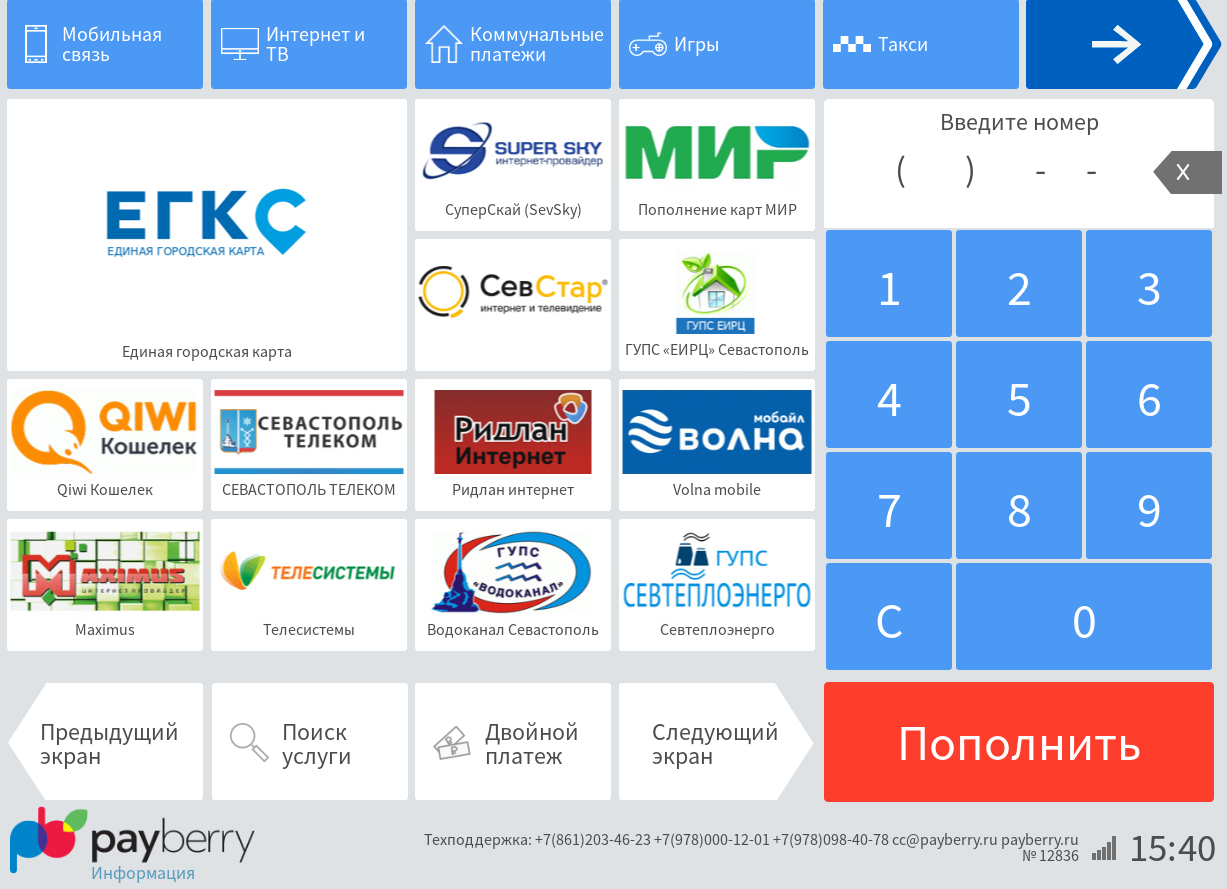 Мобильная
связь
Интернет и
ТВ
Коммунальные
платежи
Игры
Такси
ЕГКС
ЕДИНАЯ ГОРОДСКАЯ КАРТА
Единая городская карта
SUPER SKY
интернет-провайдер
СуперСкай (SevSky)
МИР
Пополнение карт МИР
СевСтар®
интернет и телевидение
ГУПС ЕИРЦ
ГУПС «ЕИРЦ» Севастополь
QIWI
Кошелек
Qiwi Кошелек
СЕВАСТОПОЛЬ
ТЕЛЕКОМ
СЕВАСТОПОЛЬ ТЕЛЕКОМ
Ридлан
Интернет
Ридлан интернет
мобайл
волна
Volna mobile
MAXIMUS
ИНТЕРНЕТ ПРОВАЙДЕР
Maximus
ТЕЛЕСИСТЕМЫ
Телесистемы
ГУПС
«ВОДОКАНАЛ»
Водоканал Севастополь
ГУПС
СЕВТЕПЛОЭНЕРГО
Севтеплоэнерго
Введите номер
( ) - -
X
1 2 3
4 5 6
7 8 9
C 0
Предыдущий
экран
Поиск
услуги
Двойной
платеж
Следующий
экран
Пополнить
payberry
Информация
Техподдержка: +7(861)203-46-23 +7(978)000-12-01 +7(978)098-40-78 cc@payberry.ru payberry.ru
№ 12836
15:40